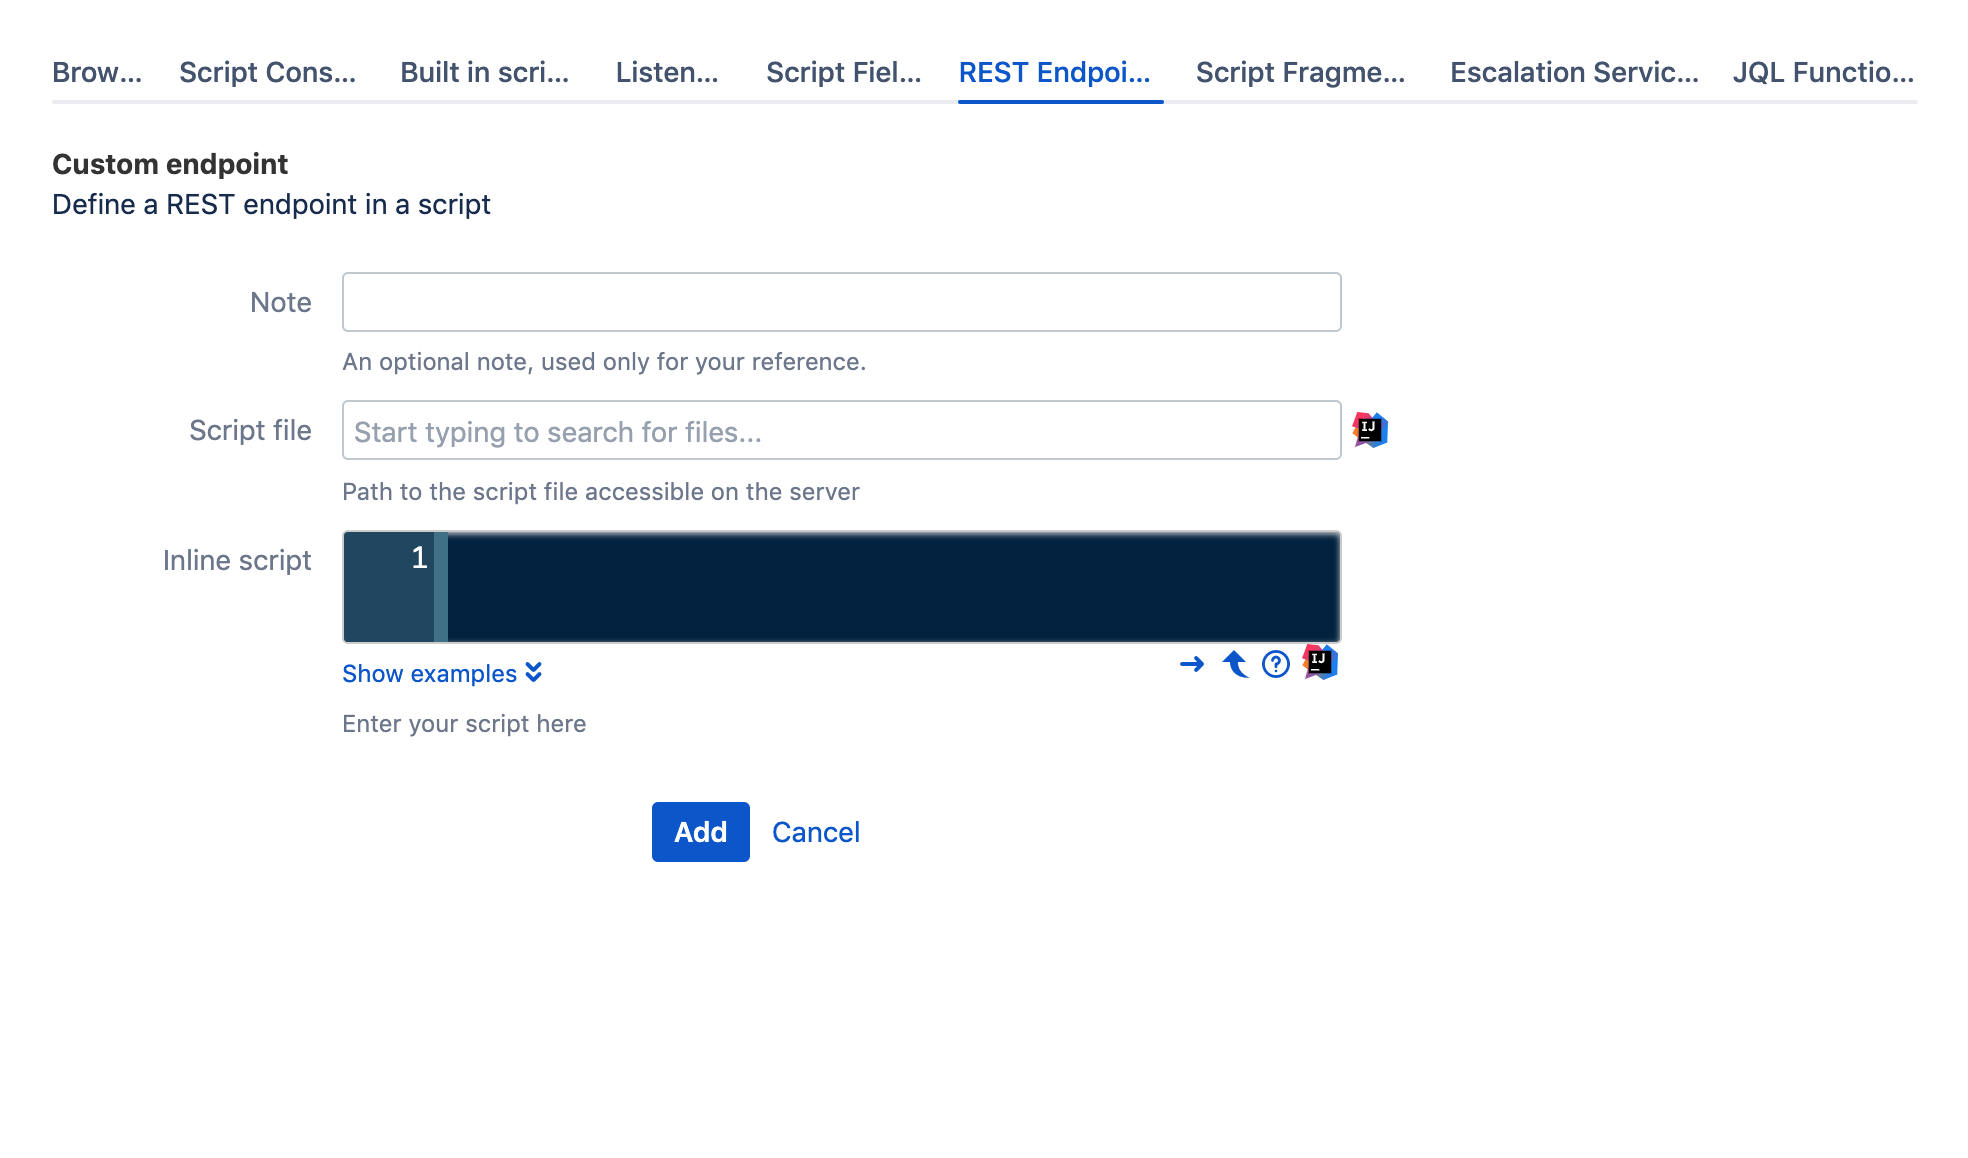 Brow... Script Cons... Built in scri... Listen... Script Fiel... REST Endpoi... Script Fragme... Escalation Servic... JQL Functio...
Custom endpoint
Define a REST endpoint in a script
Note
An optional note, used only for your reference.
Script file Start typing to search for files... IJ
Path to the script file accessible on the server
Inline script 1
Show examples ? IJ
Enter your script here
Add Cancel